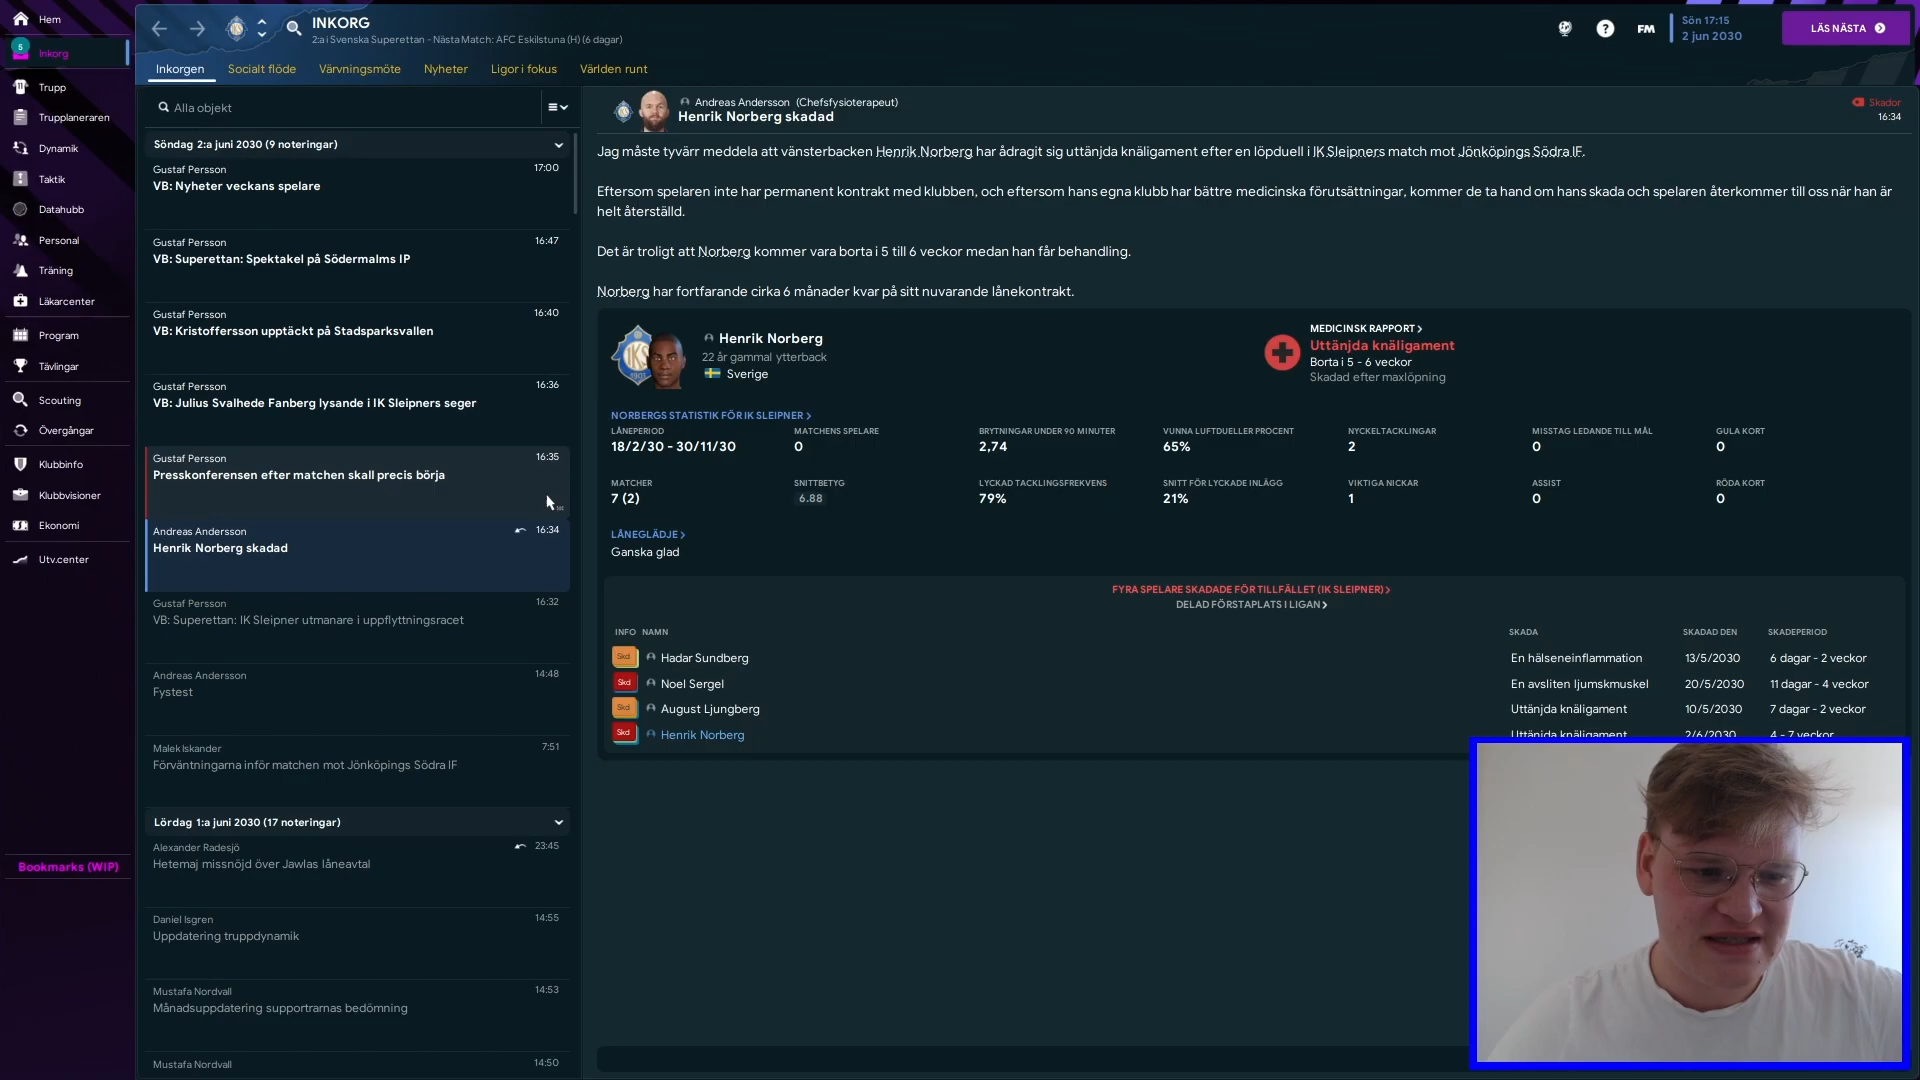 Hem
5
Inkorg
Trupp
Trupplaneraren
Dynamik
Taktik
Datahubb
Personal
Träning
Läkarcenter
Program
Tävlingar
Scouting
Övergångar
Klubbinfo
Klubbvisioner
Ekonomi
Utv.center
Bookmarks (WIP)
INKORG
2:a i Svenska Superettan - Nästa Match: AFC Eskilstuna (H) (6 dagar)
FM
Sön 17:15
2 jun 2030
LÄS NÄSTA
Inkorgen
Socialt flöde
Värvningsmöte
Nyheter
Ligor i fokus
Världen runt
Alla objekt
Söndag 2:a juni 2030 (9 noteringar)
Gustaf Persson 17:00
VB: Nyheter veckans spelare
Gustaf Persson 16:47
VB: Superettan: Spektakel på Södermalms IP
Gustaf Persson 16:40
VB: Kristoffersson upptäckt på Stadsparksvallen
Gustaf Persson 16:36
VB: Julius Svalhede Fanberg lysande i IK Sleipners seger
Gustaf Persson 16:35
Presskonferensen efter matchen skall precis börja
Andreas Andersson 16:34
Henrik Norberg skadad
Gustaf Persson 16:32
VB: Superettan: IK Sleipner utmanare i uppflyttningsracet
Andreas Andersson 14:48
Fystest
Malek Iskander 7:51
Förväntningarna inför matchen mot Jönköpings Södra IF
Lördag 1:a juni 2030 (17 noteringar)
Alexander Radesjö 23:45
Hetemaj missnöjd över Jawlas låneavtal
Daniel Isgren 14:55
Uppdatering truppdynamik
Mustafa Nordvall 14:53
Månadsuppdatering supportrarnas bedömning
Mustafa Nordvall 14:50
Andreas Andersson (Chefsfysioterapeut)
Henrik Norberg skadad
Skador
16:34
Jag måste tyvärr meddela att vänsterbacken Henrik Norberg har ådragit sig uttänjda knäligament efter en löpduell i IK Sleipners match mot Jönköpings Södra IF.
Eftersom spelaren inte har permanent kontrakt med klubben, och eftersom hans egna klubb har bättre medicinska förutsättningar, kommer de ta hand om hans skada och spelaren återkommer till oss när han är
helt återställd.
Det är troligt att Norberg kommer vara borta i 5 till 6 veckor medan han får behandling.
Norberg har fortfarande cirka 6 månader kvar på sitt nuvarande lånekontrakt.
Henrik Norberg
22 år gammal ytterback
Sverige
MEDICINSK RAPPORT
Uttänjda knäligament
Borta i 5 - 6 veckor
Skadad efter maxlöpning
NORBERGS STATISTIK FÖR IK SLEIPNER
LÅNEPERIOD MATCHENS SPELARE BRYTNINGAR UNDER 90 MINUTER VUNNA LUFTDUELLER PROCENT NYCKELTACKLINGAR MISSTAG LEDANDE TILL MÅL GULA KORT
18/2/30 - 30/11/30 0 2,74 65% 2 0 0
MATCHER SNITTBETYG LYCKAD TACKLINGSFREKVENS SNITT FÖR LYCKADE INLÄGG VIKTIGA NICKAR ASSIST RÖDA KORT
7 (2) 6.88 79% 21% 1 0 0
LÅNEGLÄDJE
Ganska glad
FYRA SPELARE SKADADE FÖR TILLFÄLLET (IK SLEIPNER)
DELAD FÖRSTAPLATS I LIGAN
INFO NAMN SKADA SKADAD DEN SKADEPERIOD
Skd Hadar Sundberg En hälseneinflammation 13/5/2030 6 dagar - 2 veckor
Skd Noel Sergel En avsliten ljumskmuskel 20/5/2030 11 dagar - 4 veckor
Skd August Ljungberg Uttänjda knäligament 10/5/2030 7 dagar - 2 veckor
Skd Henrik Norberg Uttänjda knäligament 2/6/2030 4 - 7 veckor